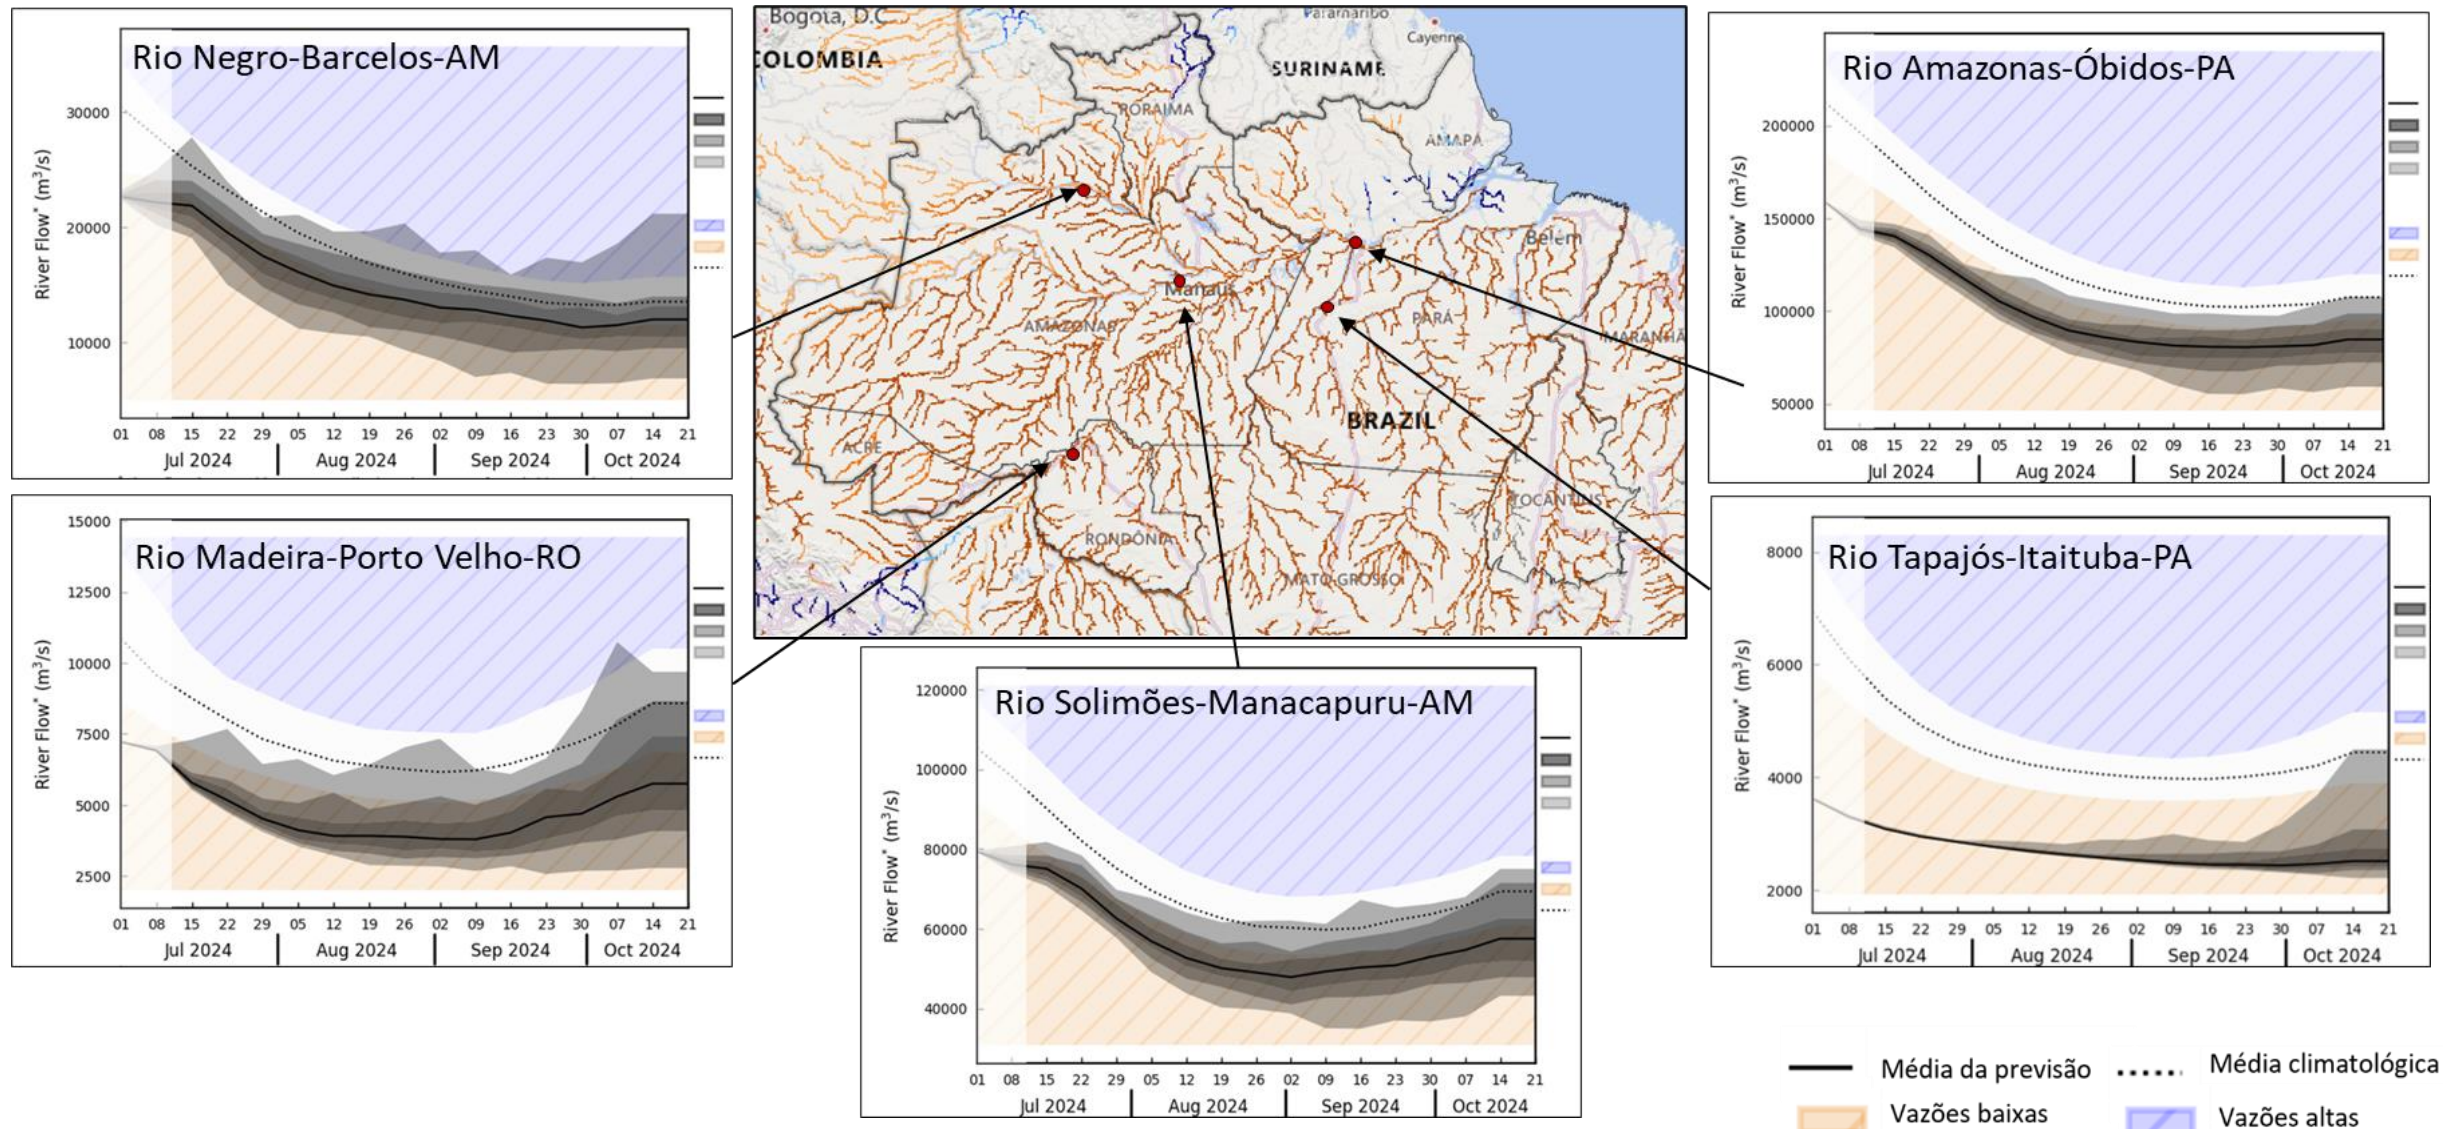 Rio Negro-Barcelos-AM
River Flow* (m³/s)
30000
20000
10000
01 08 15 22 29 05 12 19 26 02 09 16 23 30 07 14 21
Jul 2024 Aug 2024 Sep 2024 Oct 2024
Bogota, D.C.
COLOMBIA
Paramaribo
Cayenne
SURINAME
RORAIMA
AMAPÁ
Belém
Manaus
AMAZONAS
PARÁ
MARANHÃ
BRAZIL
ACRE
TOCANTINS
RONDÔNIA
MATO GROSSO
Rio Amazonas-Óbidos-PA
River Flow* (m³/s)
200000
150000
100000
50000
01 08 15 22 29 05 12 19 26 02 09 16 23 30 07 14 21
Jul 2024 Aug 2024 Sep 2024 Oct 2024
Rio Madeira-Porto Velho-RO
River Flow* (m³/s)
15000
12500
10000
7500
5000
2500
01 08 15 22 29 05 12 19 26 02 09 16 23 30 07 14 21
Jul 2024 Aug 2024 Sep 2024 Oct 2024
Rio Solimões-Manacapuru-AM
River Flow* (m³/s)
120000
100000
80000
60000
40000
01 08 15 22 29 05 12 19 26 02 09 16 23 30 07 14 21
Jul 2024 Aug 2024 Sep 2024 Oct 2024
Rio Tapajós-Itaituba-PA
River Flow* (m³/s)
8000
6000
4000
2000
01 08 15 22 29 05 12 19 26 02 09 16 23 30 07 14 21
Jul 2024 Aug 2024 Sep 2024 Oct 2024
Média da previsão
Média climatológica
Vazões baixas
Vazões altas